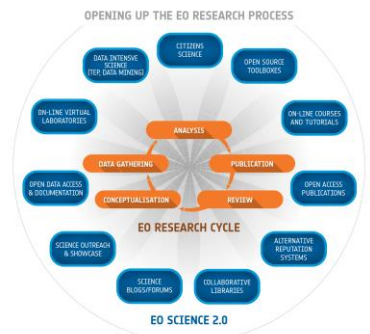 OPENING UP THE EO RESEARCH PROCESS
CITIZENS
SCIENCE
DATA INTENSIVE
SCIENCE
(TEP, DATA MINING)
OPEN SOURCE
TOOLBOXES
ON-LINE VIRTUAL
LABORATORIES
ON-LINE COURSES
AND TUTORIALS
ANALYSIS
DATA GATHERING
PUBLICATION
OPEN DATA ACCESS
& DOCUMENTATION
OPEN ACCESS
PUBLICATIONS
CONCEPTUALISATION
REVIEW
EO RESEARCH CYCLE
SCIENCE OUTREACH
& SHOWCASE
ALTERNATIVE
REPUTATION
SYSTEMS
SCIENCE
BLOGS/FORUMS
COLLABORATIVE
LIBRARIES
EO SCIENCE 2.0